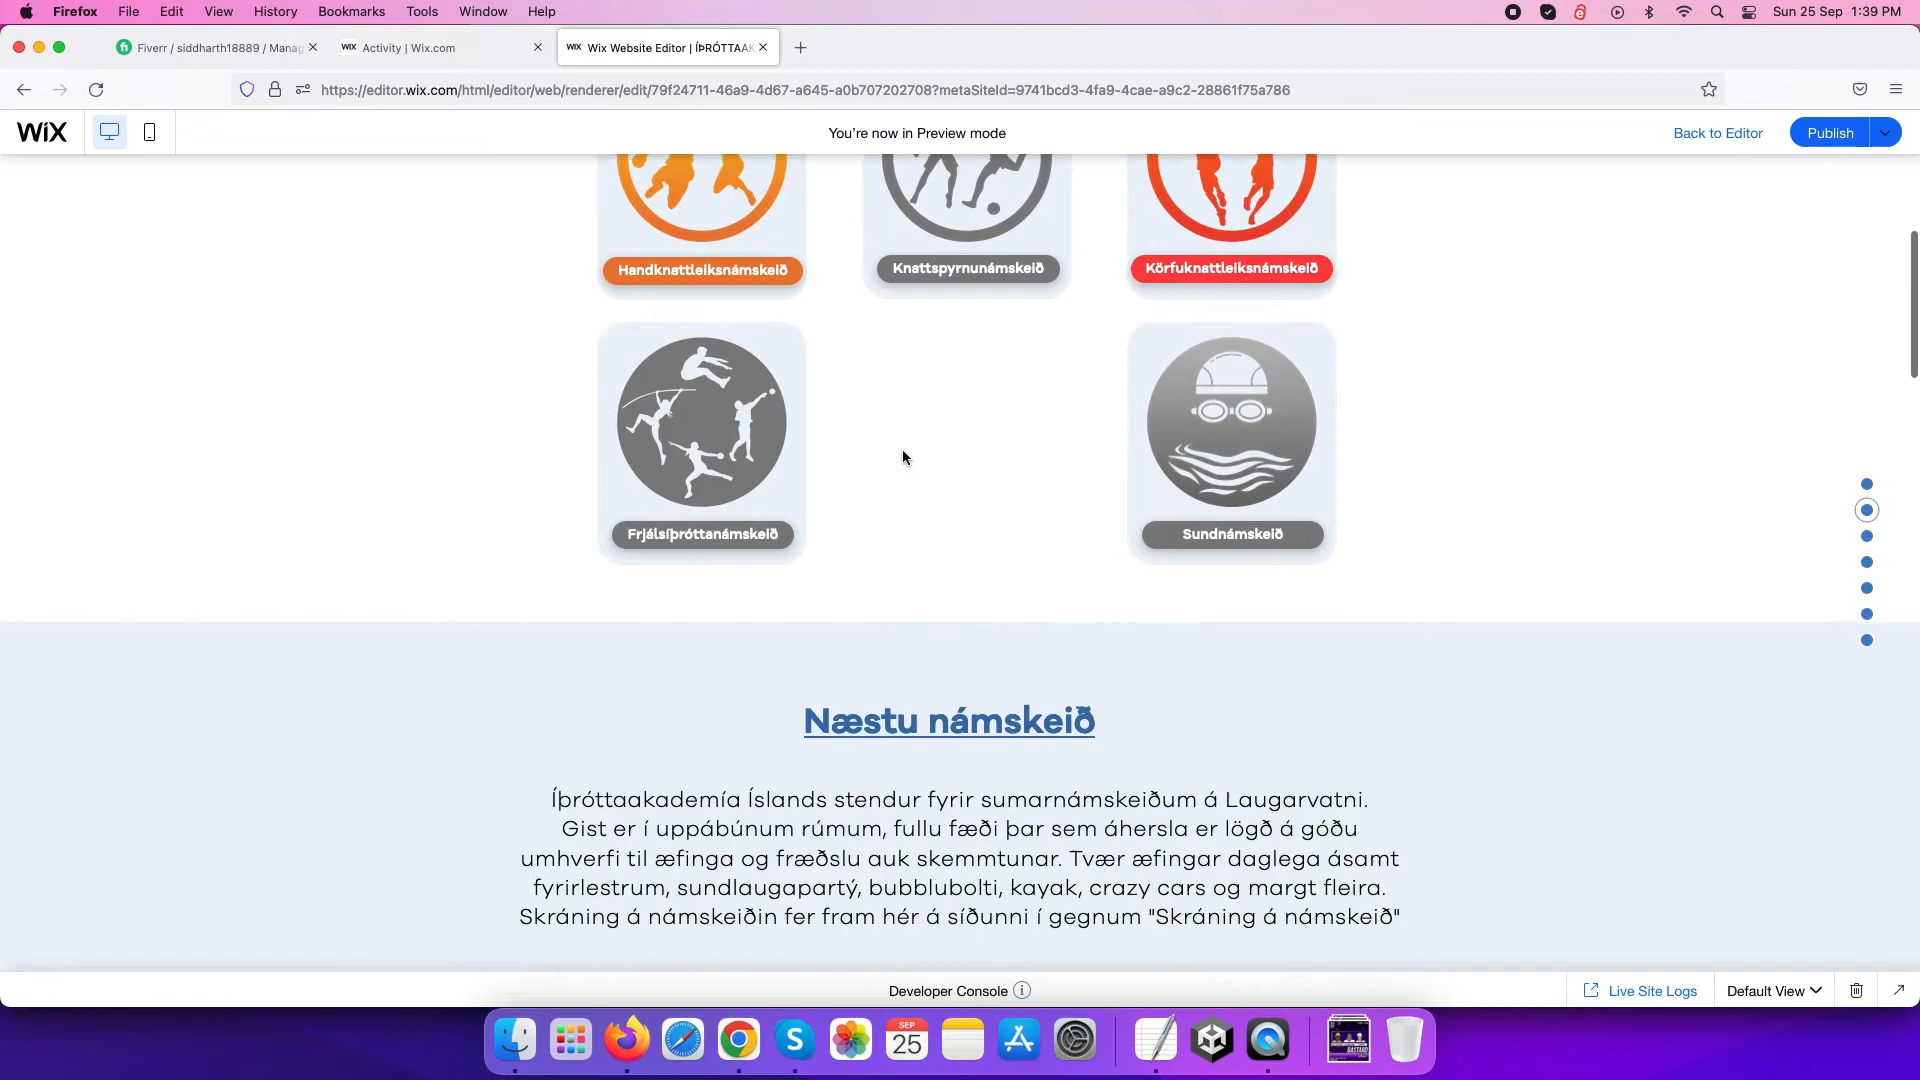 Firefox File Edit View History Bookmarks Tools Window Help
Sun 25 Sep 1:39 PM
Fiverr / siddharth18889 / Manag
WIX Activity | Wix.com
WIX Wix Website Editor | ÍÞRÓTTAAK
https://editor.wix.com/html/editor/web/renderer/edit/79f24711-46a9-4d67-a645-a0b707202708?metaSiteId=9741bcd3-4fa9-4cae-a9c2-28861f75a786
WIX
You're now in Preview mode
Back to Editor
Publish
Handknattleiksnámskeið
Knattspyrnunámskeið
Körfuknattleiksnámskeið
Frjálsíþróttanámskeið
Sundnámskeið
Næstu námskeið
Íþróttaakademía Íslands stendur fyrir sumarnámskeiðum á Laugarvatni.
Gist er í uppábúnum rúmum, fullu fæði þar sem áhersla er lögð á góðu
umhverfi til æfinga og fræðslu auk skemmtunar. Tvær æfingar daglega ásamt
fyrirlestrum, sundlaugapartý, bubblubolti, kayak, crazy cars og margt fleira.
Skráning á námskeiðin fer fram hér á síðunni í gegnum "Skráning á námskeið"
Developer Console
Live Site Logs
Default View
SEP
25